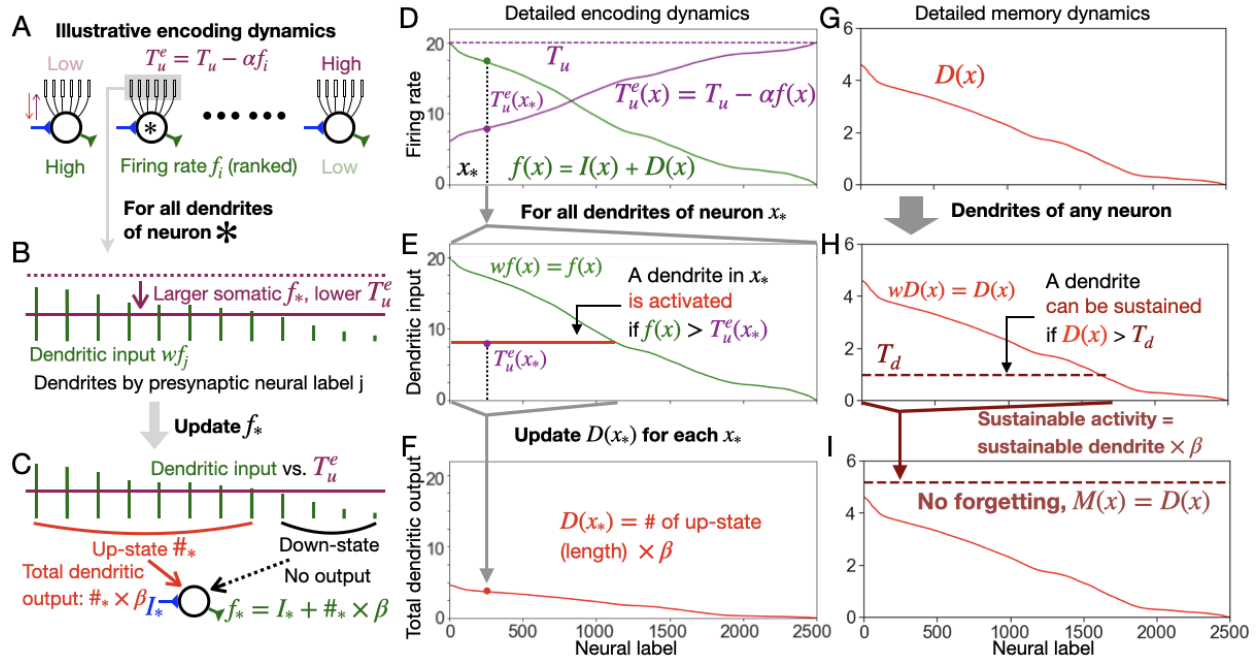 A
Illustrative encoding dynamics
T_u^e = T_u − αf_i
Low
High
*
High
Firing rate f_i (ranked)
Low
For all dendrites
of neuron *
B
Larger somatic f_*, lower T_u^e
Dendritic input wf_j
Dendrites by presynaptic neural label j
Update f_*
C
Dendritic input vs. T_u^e
Up-state #_*
Down-state
Total dendritic
output: #_* × β
No output
I_*
f_* = I_* + #_* × β
D
Detailed encoding dynamics
Firing rate
20
10
0
T_u
T_u^e(x_*)
T_u^e(x) = T_u − αf(x)
x_*
f(x) = I(x) + D(x)
0
500
1000
1500
2000
2500
For all dendrites of neuron x_*
E
Dendritic input
20
10
0
wf(x) = f(x)
A dendrite in x_*
is activated
if f(x) > T_u^e(x_*)
T_u^e(x_*)
Update D(x_*) for each x_*
F
Total dendritic output
20
10
0
D(x_*) = # of up-state
(length) × β
0
500
1000
1500
2000
2500
Neural label
G
Detailed memory dynamics
6
4
2
0
D(x)
Dendrites of any neuron
H
6
4
2
0
wD(x) = D(x)
A dendrite
can be sustained
if D(x) > T_d
T_d
Sustainable activity =
sustainable dendrite × β
I
6
4
2
0
No forgetting, M(x) = D(x)
0
500
1000
1500
2000
2500
Neural label